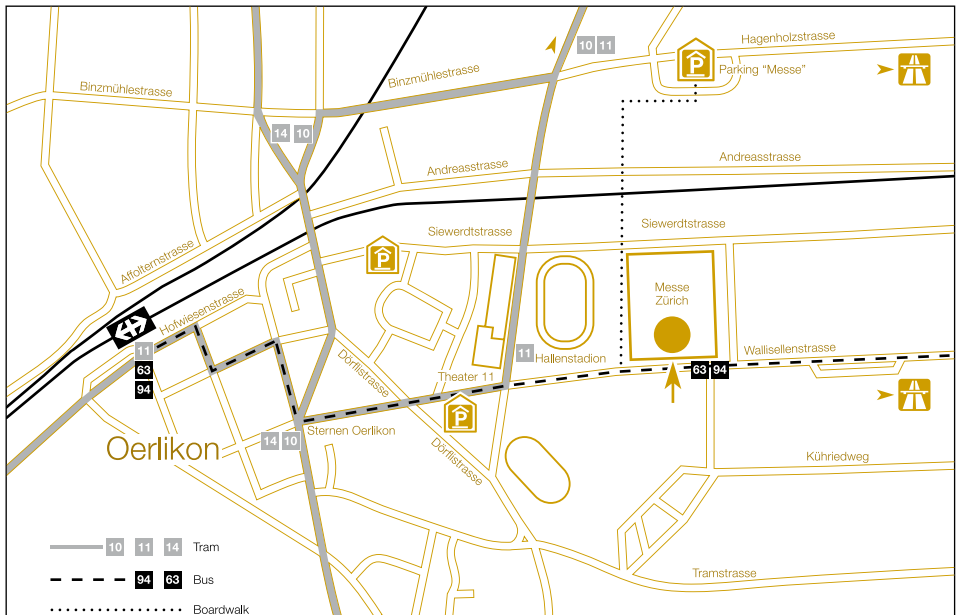 10 11
Hagenholzstrasse
P
Parking "Messe"
Binzmühlestrasse
Binzmühlestrasse
14 10
Andreasstrasse
Andreasstrasse
Siewerdtstrasse
Siewerdtstrasse
Affolternstrasse
P
Messe
Zürich
Hofwiesenstrasse
11
63
94
11
Hallenstadion
Wallisellenstrasse
Dörflistrasse
Theater 11
63 94
P
14 10
Sternen Oerlikon
Oerlikon
Dörflistrasse
Kühriedweg
10 11 14 Tram
Tramstrasse
94 63 Bus
Boardwalk